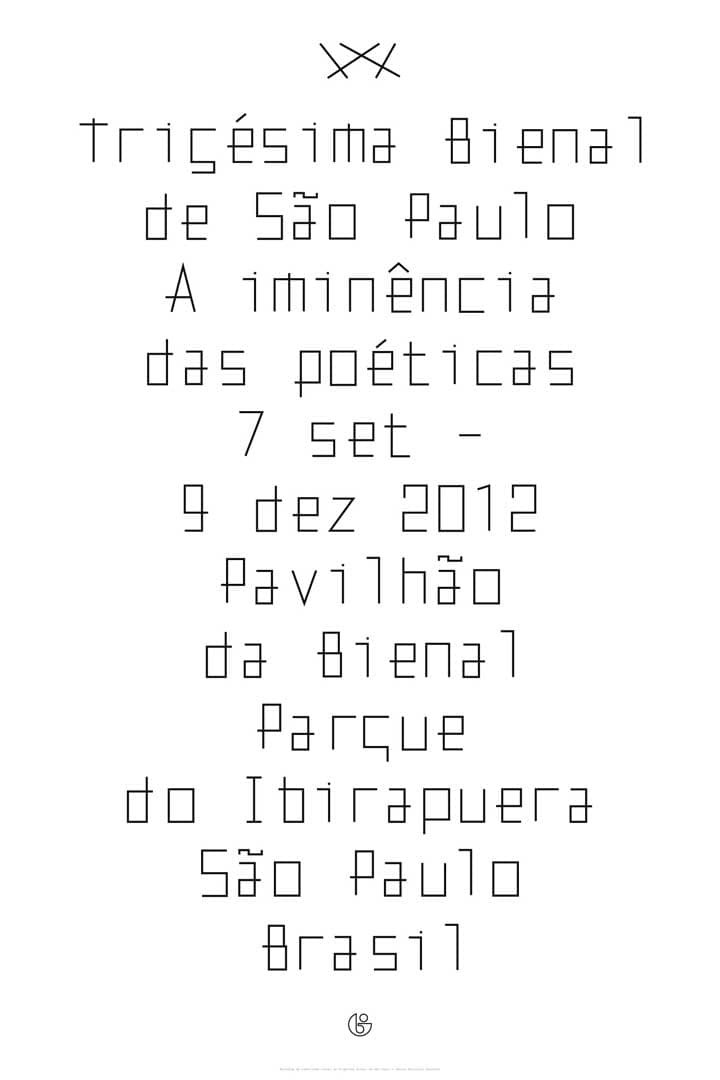 Trigésima Bienal
de São Paulo
A iminência
das poéticas
7 set –
9 dez 2012
Pavilhão
da Bienal
Parque
do Ibirapuera
São Paulo
Brasil